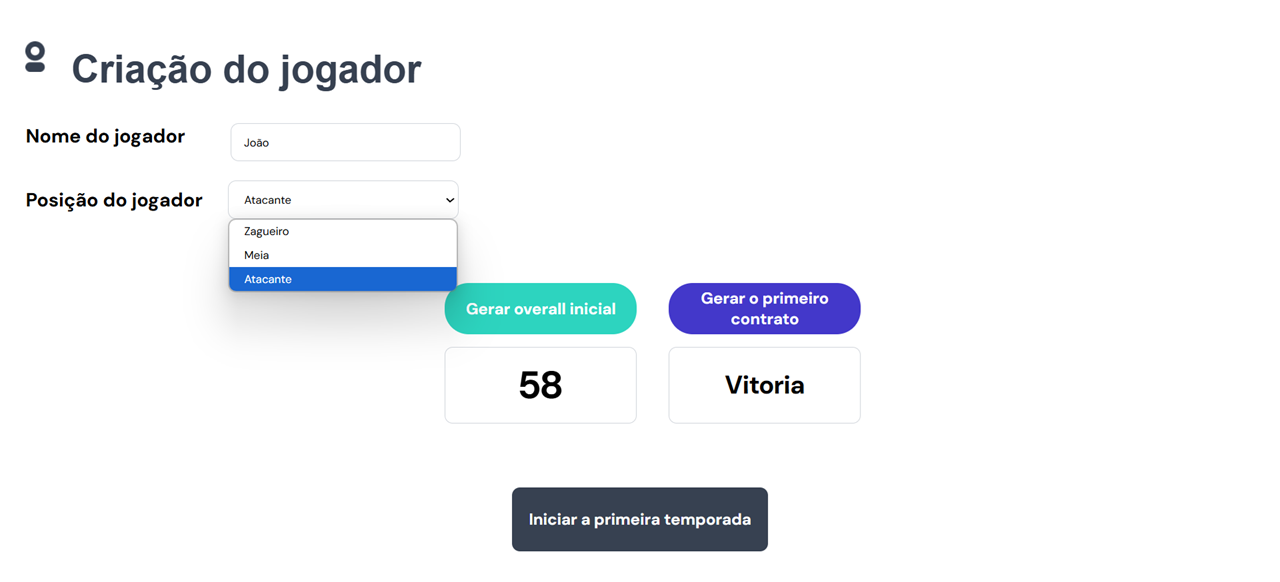 Criação do jogador
Nome do jogador
João
Posição do jogador
Atacante
Zagueiro
Meia
Atacante
Gerar overall inicial
Gerar o primeiro
contrato
58
Vitoria
Iniciar a primeira temporada